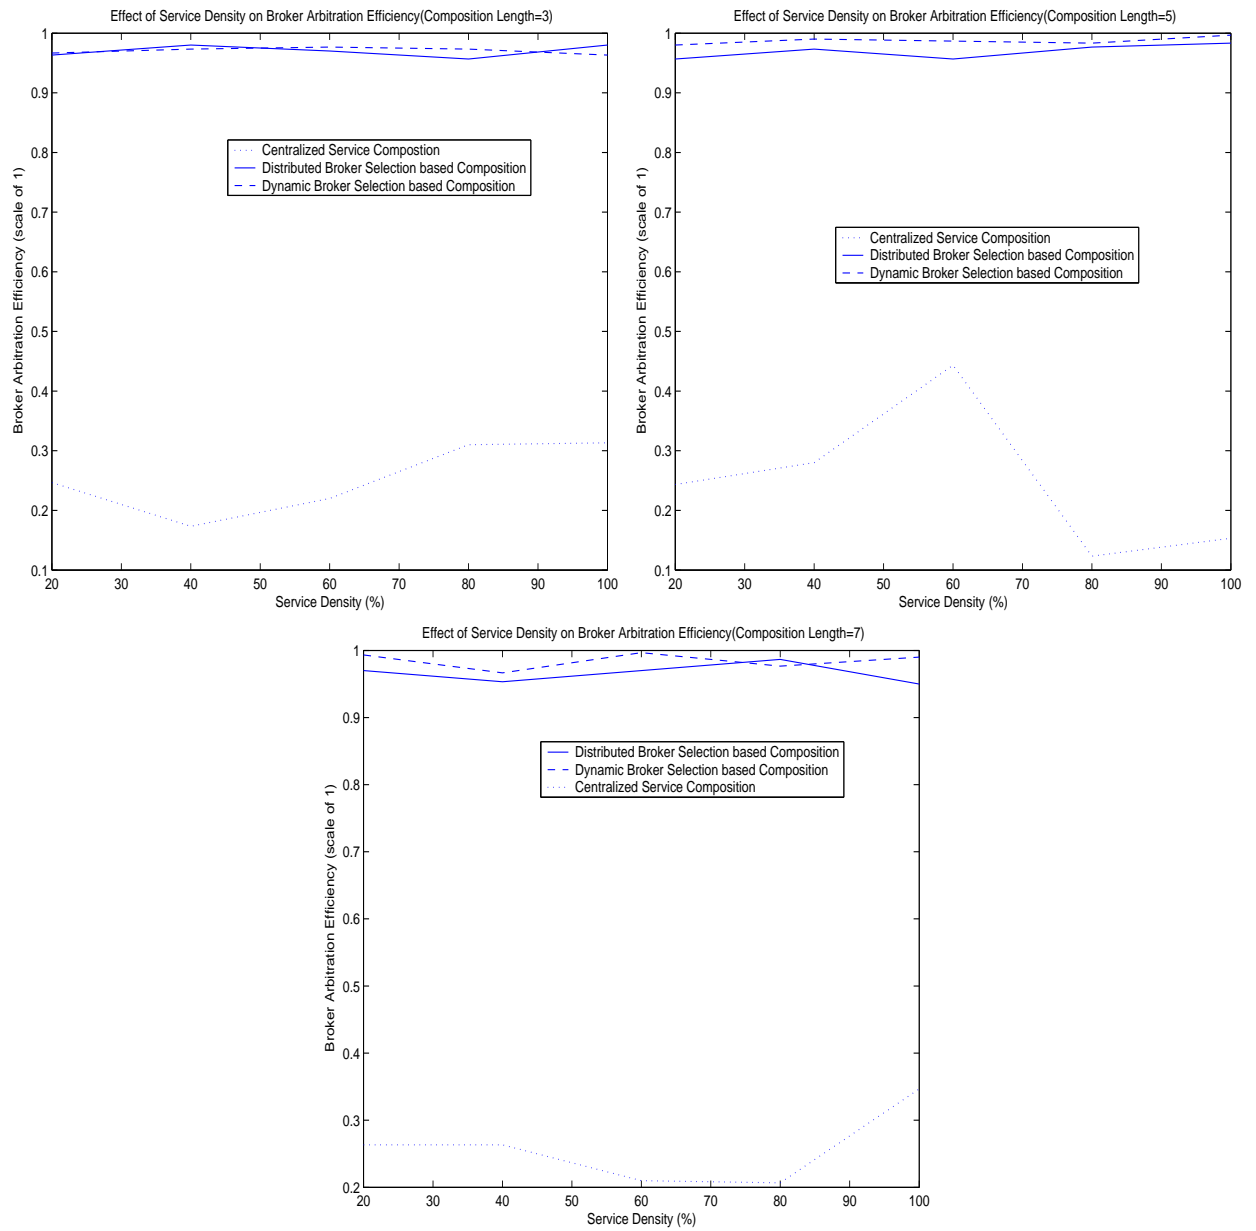 Effect of Service Density on Broker Arbitration Efficiency(Composition Length=3)
Broker Arbitration Efficiency (scale of 1)
1
0.9
0.8
0.7
0.6
0.5
0.4
0.3
0.2
0.1
Centralized Service Compostion
Distributed Broker Selection based Composition
Dynamic Broker Selection based Composition
20 30 40 50 60 70 80 90 100
Service Density (%)
Effect of Service Density on Broker Arbitration Efficiency(Composition Length=5)
Broker Arbitration Efficiency (scale of 1)
1
0.9
0.8
0.7
0.6
0.5
0.4
0.3
0.2
0.1
Centralized Service Composition
Distributed Broker Selection based Composition
Dynamic Broker Selection based Composition
20 30 40 50 60 70 80 90 100
Service Density (%)
Effect of Service Density on Broker Arbitration Efficiency(Composition Length=7)
Broker Arbitration Efficiency (scale of 1)
1
0.9
0.8
0.7
0.6
0.5
0.4
0.3
0.2
Distributed Broker Selection based Composition
Dynamic Broker Selection based Composition
Centralized Service Composition
20 30 40 50 60 70 80 90 100
Service Density (%)